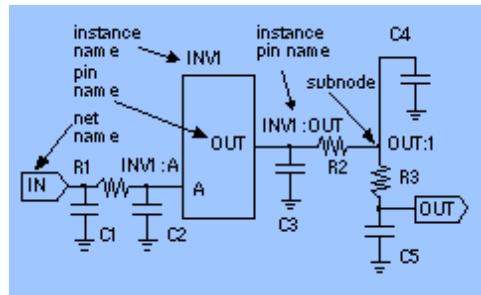 instance
name
pin
name
net
name
INV1
instance
pin name
subnode
C4
INV1:OUT
OUT
OUT:1
R1
INV1:A
R2
R3
IN
A
OUT
C1
C2
C3
C5